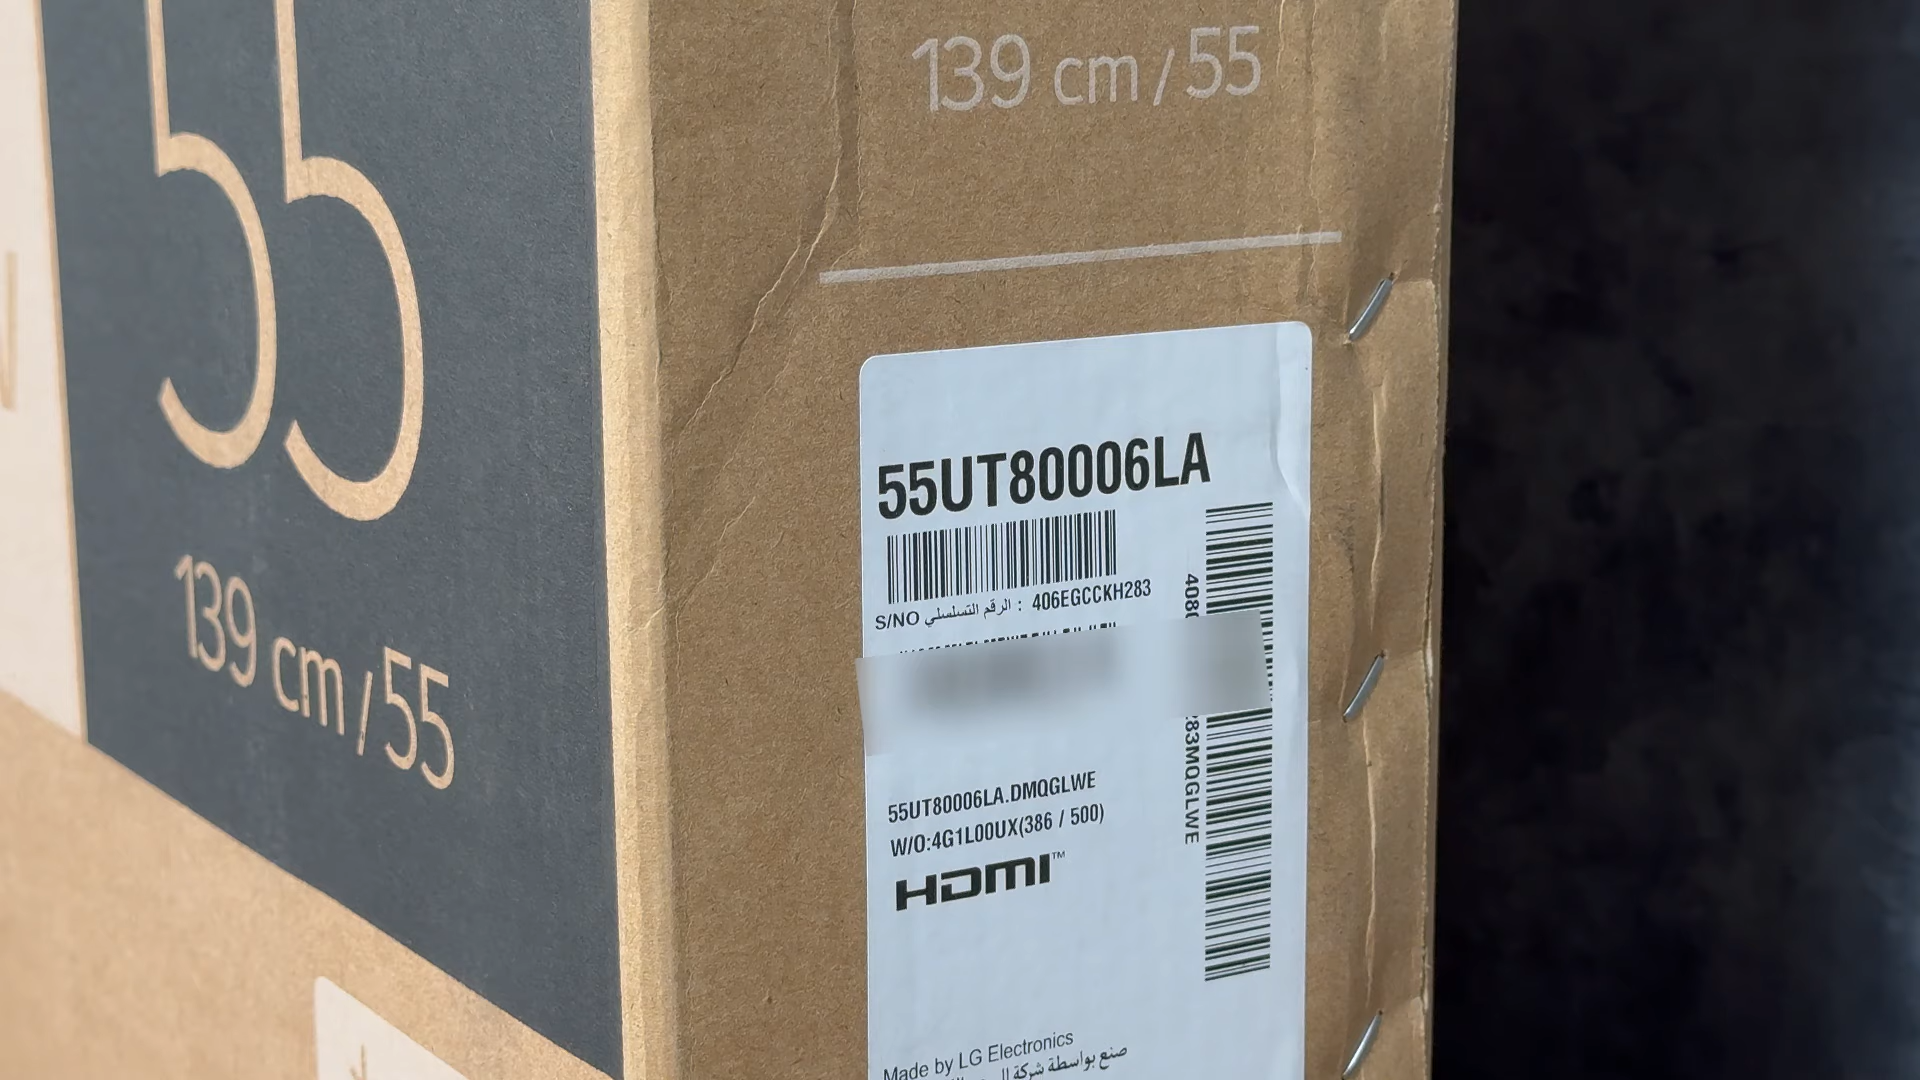 55
139 cm / 55
139 cm / 55
55UT80006LA
S/NO الرقم التسلسلي : 406EGCCKH283
55UT80006LA.DMQGLWE
W/O:4G1L00UX(386 / 500)
HDMI™
Made by LG Electronics
صنع بواسطة شركة